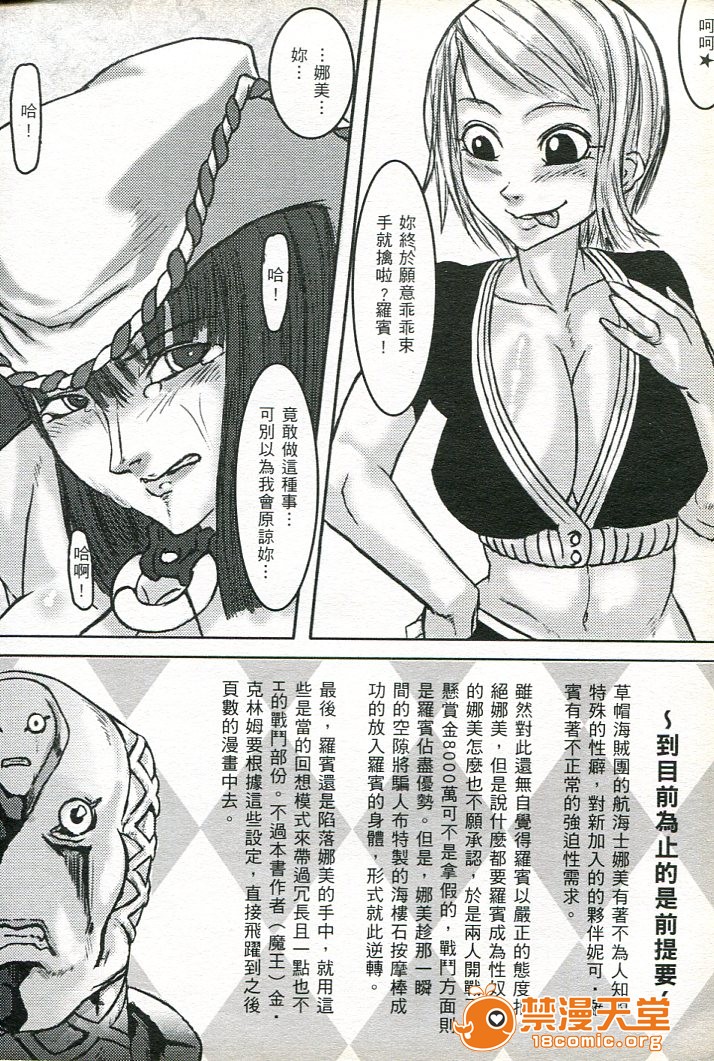 呵呵★
妳終於願意乖乖束
手就擒啦？羅賓！
…娜美…
妳…
哈！
哈！
竟敢做這種事…
可別以為我會原諒妳…
哈啊！
～到目前為止的是前提要～
草帽海賊團的航海士娜美有著不為人知
特殊的性癖，對新加入的的夥伴妮可．
賓有著不正常的強迫性需求。
雖然對此還無自覺得羅賓以嚴正的態度拒
絕娜美，但是說什麼都要羅賓成為性奴
的娜美怎麼也不願承認，於是兩人開戰
懸賞金8000萬可不是拿假的，戰鬥方面則
是羅賓佔盡優勢。但是，娜美趁那一瞬
間的空隙將騙人布特製的海樓石按摩棒成
功的放入羅賓的身體，形式就此逆轉。
最後，羅賓還是陷落娜美的手中，就用這
些是當的回想模式來帶過冗長且一點也不
H的戰鬥部份。不過本書作者（魔王）金．
克林姆要根據這些設定，直接飛躍到之後
頁數的漫畫中去。
禁漫天堂
18comic.org